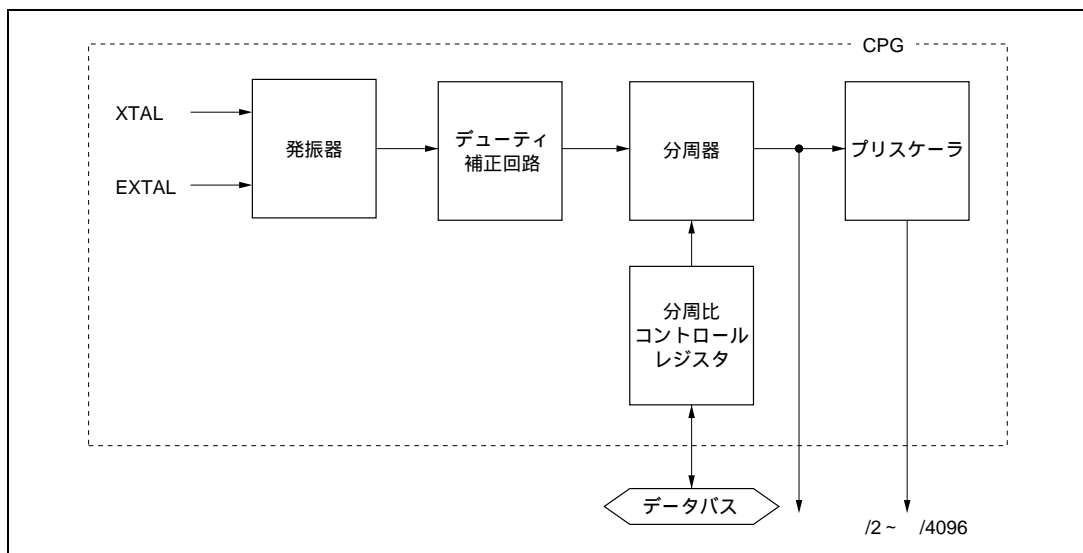 CPG
XTAL
EXTAL
発振器
デューティ
補正回路
分周器
プリスケーラ
分周比
コントロール
レジスタ
データバス
/2～ /4096